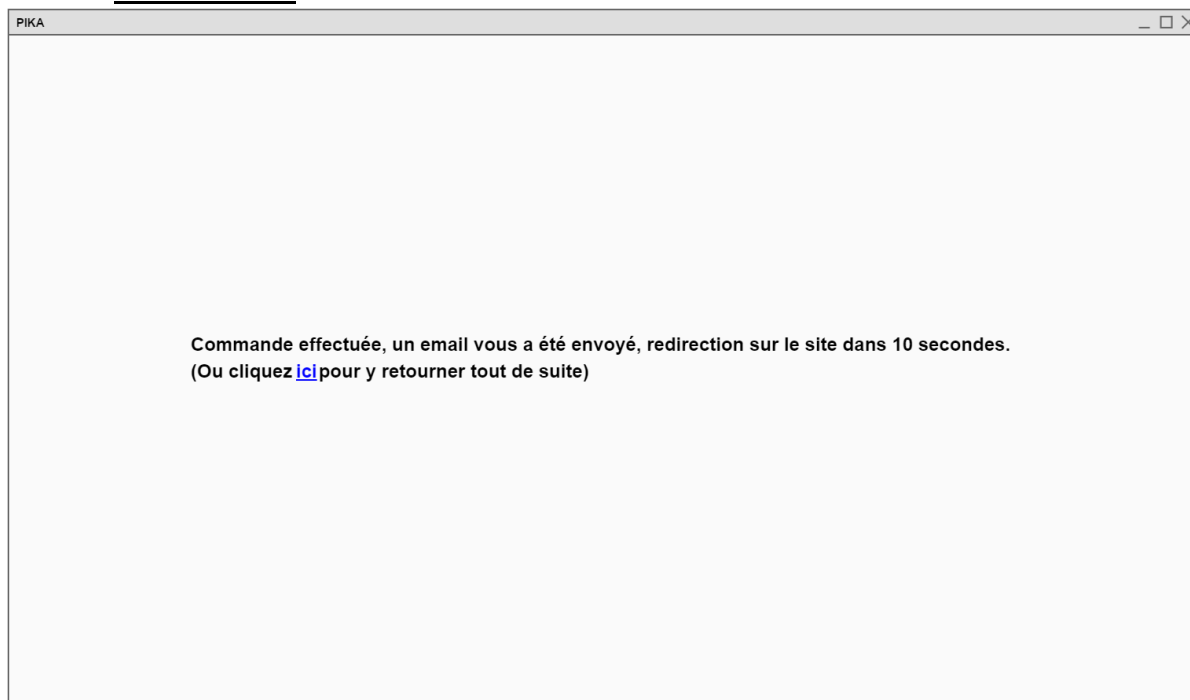 PIKA
Commande effectuée, un email vous a été envoyé, redirection sur le site dans 10 secondes.
(Ou cliquez ici pour y retourner tout de suite)